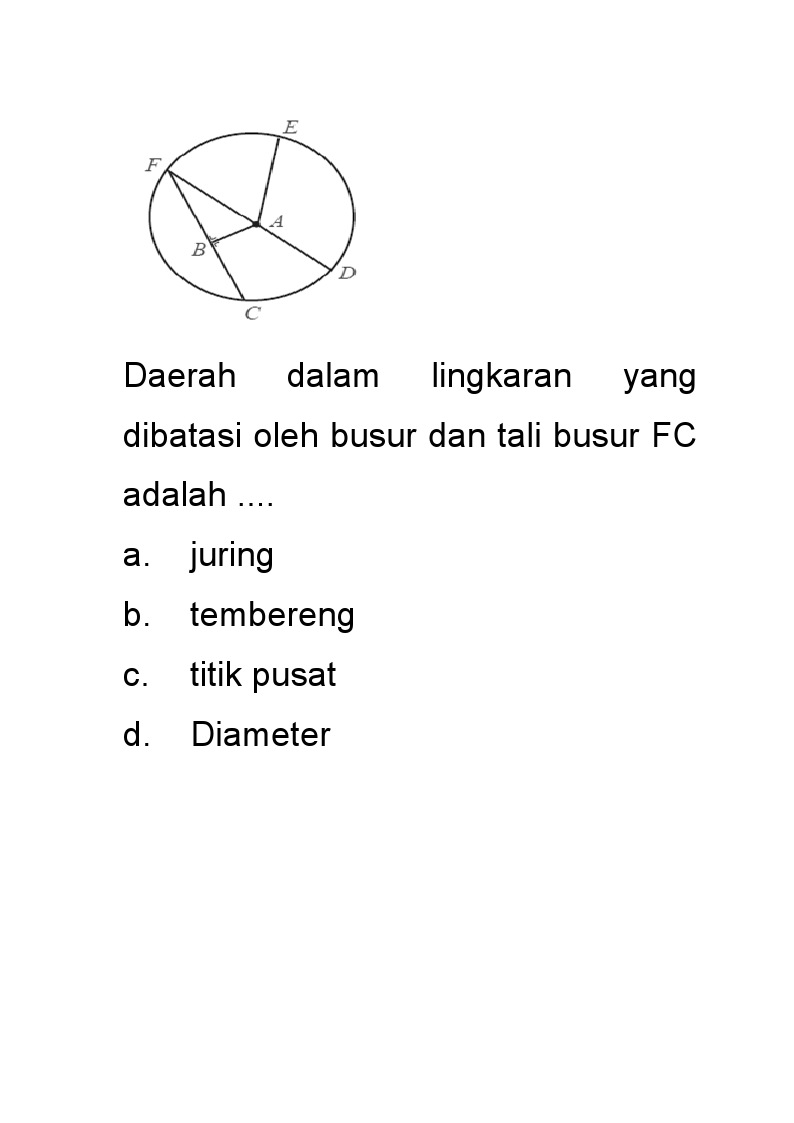 E
F
A
B
D
C
Daerah dalam lingkaran yang
dibatasi oleh busur dan tali busur FC
adalah ....
a. juring
b. tembereng
c. titik pusat
d. Diameter